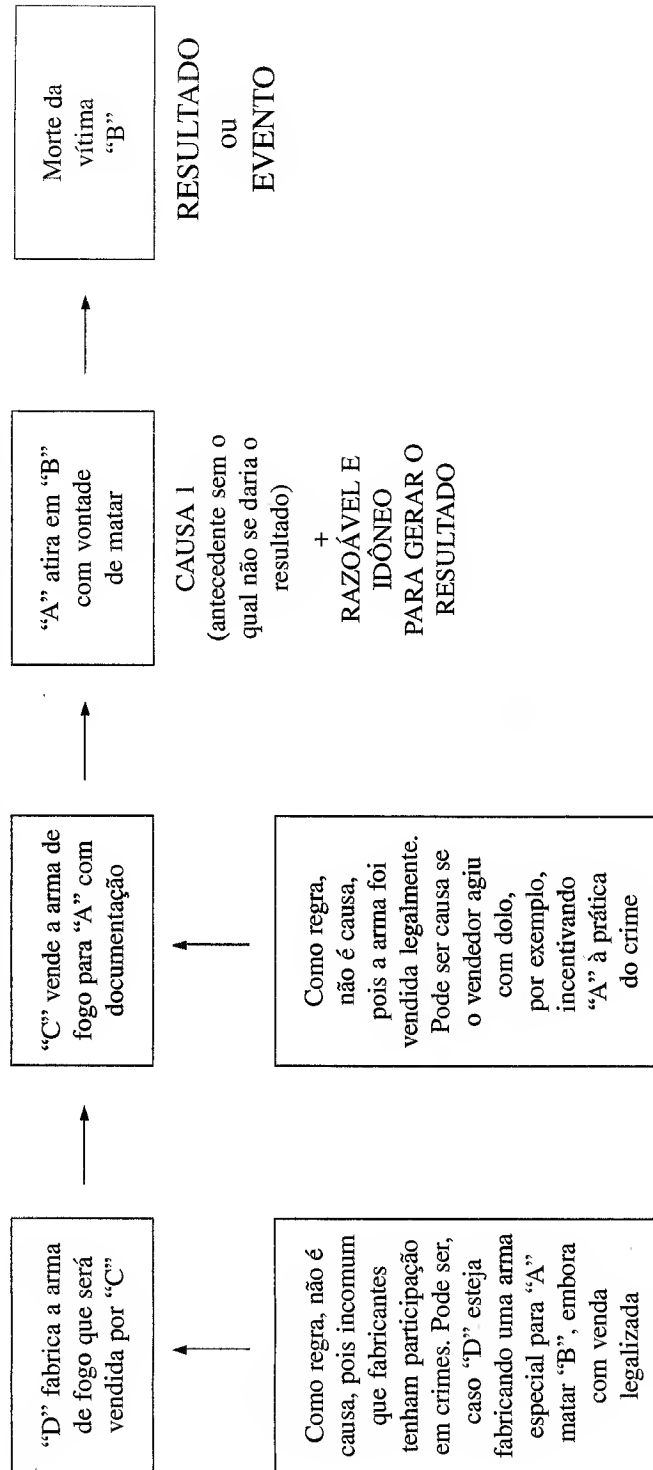 “D” fabrica a arma
de fogo que será
vendida por “C”
“C” vende a arma de
fogo para “A” com
documentação
“A” atira em “B”
com vontade
de matar
Morte da
vítima
“B”
Como regra, não é
causa, pois incomum
que fabricantes
tenham participação
em crimes. Pode ser,
caso “D” esteja
fabricando uma arma
especial para “A”
matar “B”, embora
com venda
legalizada
Como regra,
não é causa,
pois a arma foi
vendida legalmente.
Pode ser causa se
o vendedor agiu
com dolo,
por exemplo,
incentivando
“A” à prática
do crime
CAUSA 1
(antecedente sem o
qual não se daria o
resultado)
+
RAZOÁVEL E
IDÔNEO
PARA GERAR O
RESULTADO
RESULTADO
ou
EVENTO